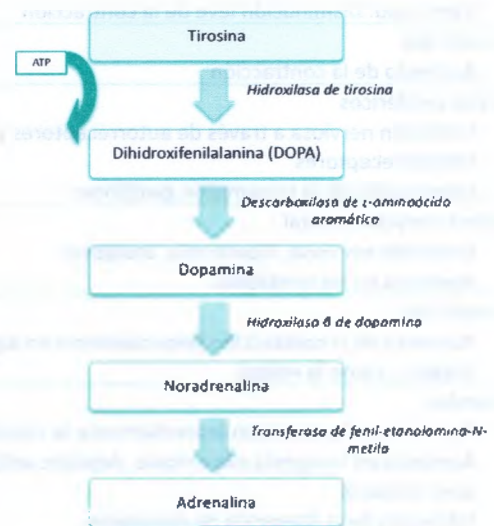 Tirosina
ATP
Hidroxilasa de tirosina
Dihidroxifenilalanina (DOPA)
Descarboxilasa de ʟ-aminoácido
aromático
Dopamina
Hidroxilasa β de dopamina
Noradrenalina
Transferasa de fenil-etanolamina-N-
metilo
Adrenalina